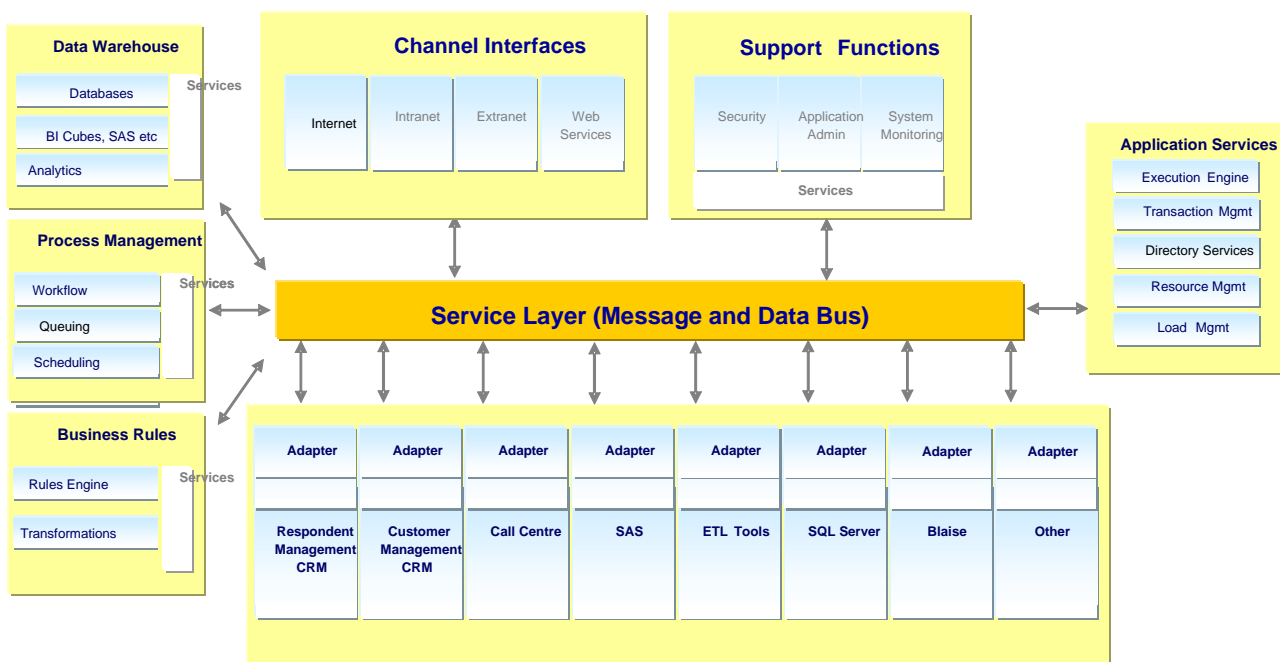 Data Warehouse
Services
Databases
BI Cubes, SAS etc
Analytics
Channel Interfaces
Internet
Intranet
Extranet
Web
Services
Support Functions
Security
Application
Admin
System
Monitoring
Services
Application Services
Execution Engine
Transaction Mgmt
Directory Services
Resource Mgmt
Load Mgmt
Process Management
Services
Workflow
Queuing
Scheduling
Service Layer (Message and Data Bus)
Business Rules
Services
Rules Engine
Transformations
Adapter
Adapter
Adapter
Adapter
Adapter
Adapter
Adapter
Adapter
Respondent
Management
CRM
Customer
Management
CRM
Call Centre
SAS
ETL Tools
SQL Server
Blaise
Other